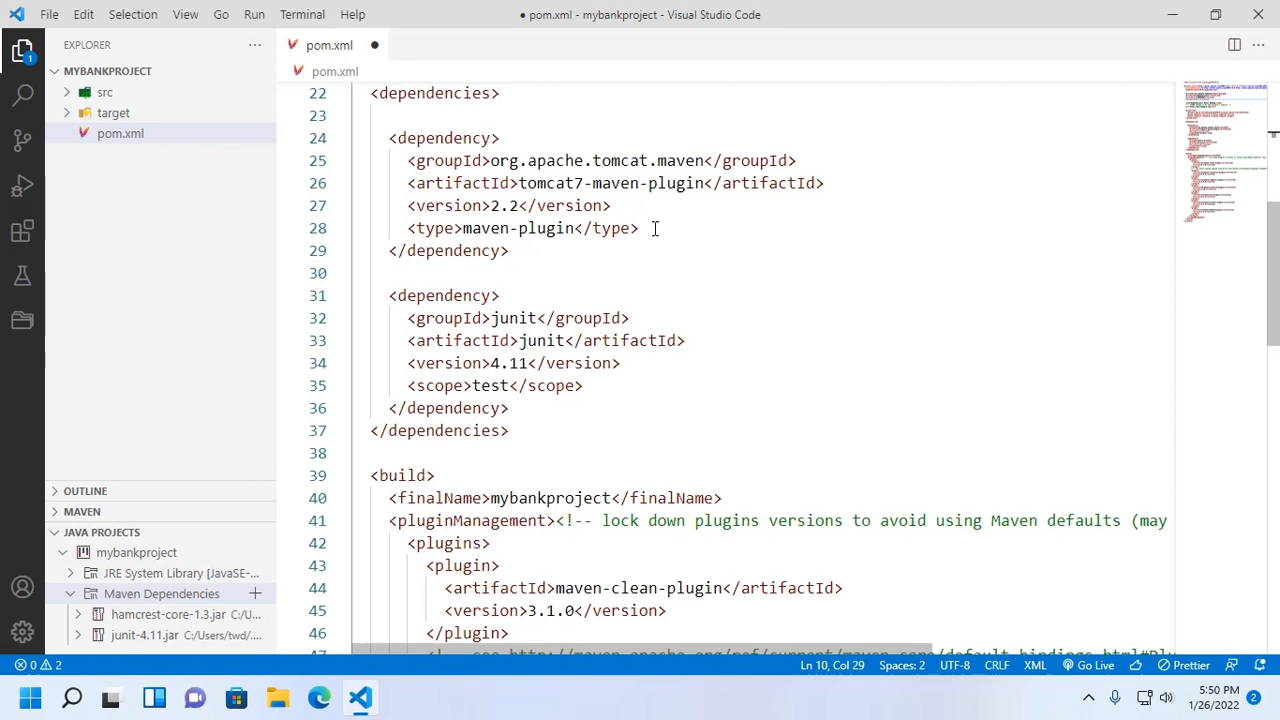 File Edit Selection View Go Run Terminal Help
● pom.xml - mybankproject - Visual Studio Code
EXPLORER
pom.xml ●
MYBANKPROJECT
pom.xml
src
target
pom.xml
22 <dependencies>
23
24 <dependency>
25 <groupId>org.apache.tomcat.maven</groupId>
26 <artifactId>tomcat7-maven-plugin</artifactId>
27 <version>2.2</version>
28 <type>maven-plugin</type>
29 </dependency>
30
31 <dependency>
32 <groupId>junit</groupId>
33 <artifactId>junit</artifactId>
34 <version>4.11</version>
35 <scope>test</scope>
36 </dependency>
37 </dependencies>
38
39 <build>
40 <finalName>mybankproject</finalName>
41 <pluginManagement><!-- lock down plugins versions to avoid using Maven defaults (may
42 <plugins>
43 <plugin>
44 <artifactId>maven-clean-plugin</artifactId>
45 <version>3.1.0</version>
46 </plugin>
OUTLINE
MAVEN
JAVA PROJECTS
mybankproject
JRE System Library [JavaSE-...
Maven Dependencies
hamcrest-core-1.3.jar C:/U...
junit-4.11.jar C:/Users/twd/....
0 2
Ln 10, Col 29 Spaces: 2 UTF-8 CRLF XML Go Live Prettier
5:50 PM
1/26/2022
2
1